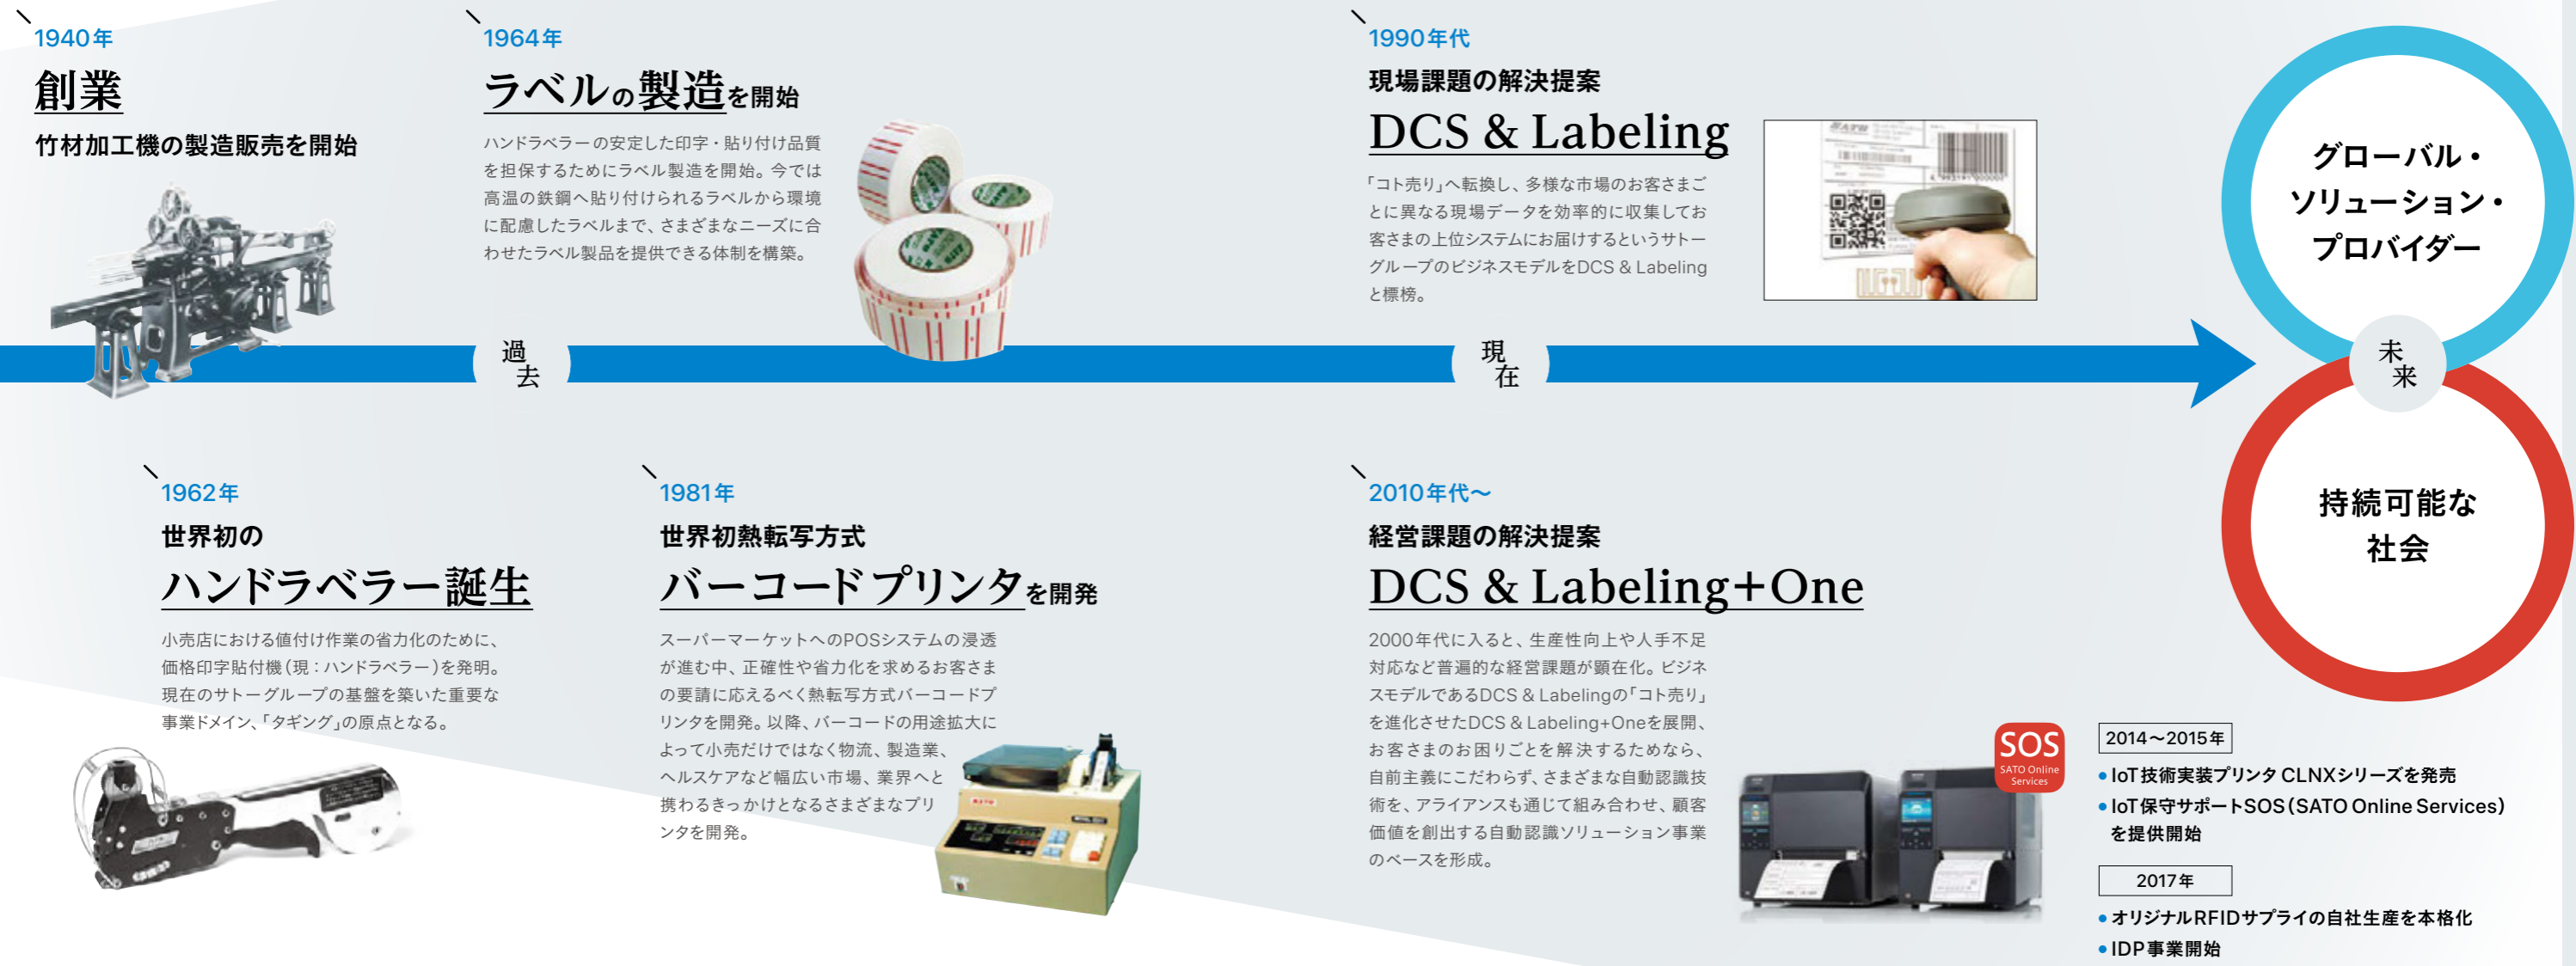 1940年
創業
竹材加工機の製造販売を開始
1964年
ラベルの製造を開始
ハンドラベラーの安定した印字・貼り付け品質
を担保するためにラベル製造を開始。今では
高温の鉄鋼へ貼り付けられるラベルから環境
に配慮したラベルまで、さまざまなニーズに合
わせたラベル製品を提供できる体制を構築。
1990年代
現場課題の解決提案
DCS & Labeling
「コト売り」へ転換し、多様な市場のお客さまご
とに異なる現場データを効率的に収集してお
客さまの上位システムにお届けするというサトー
グループのビジネスモデルをDCS & Labeling
と標榜。
グローバル・
ソリューション・
プロバイダー
過去
現在
未来
持続可能な
社会
1962年
世界初の
ハンドラベラー誕生
小売店における値付け作業の省力化のために、
価格印字貼付機(現：ハンドラベラー)を発明。
現在のサトーグループの基盤を築いた重要な
事業ドメイン、「タギング」の原点となる。
1981年
世界初熱転写方式
バーコードプリンタを開発
スーパーマーケットへのPOSシステムの浸透
が進む中、正確性や省力化を求めるお客さま
の要請に応えるべく熱転写方式バーコードプ
リンタを開発。以降、バーコードの用途拡大に
よって小売だけではなく物流、製造業、
ヘルスケアなど幅広い市場、業界へと
携わるきっかけとなるさまざまなプリ
ンタを開発。
SATO
2010年代～
経営課題の解決提案
DCS & Labeling+One
2000年代に入ると、生産性向上や人手不足
対応など普遍的な経営課題が顕在化。ビジネ
スモデルであるDCS & Labelingの「コト売り」
を進化させたDCS & Labeling+Oneを展開、
お客さまのお困りごとを解決するためなら、
自前主義にこだわらず、さまざまな自動認識技
術を、アライアンスも通じて組み合わせ、顧客
価値を創出する自動認識ソリューション事業
のベースを形成。
SOS
SATO Online
Services
2014～2015年
●IoT技術実装プリンタ CLNXシリーズを発売
●IoT保守サポートSOS(SATO Online Services)
を提供開始
2017年
●オリジナルRFIDサプライの自社生産を本格化
●IDP事業開始